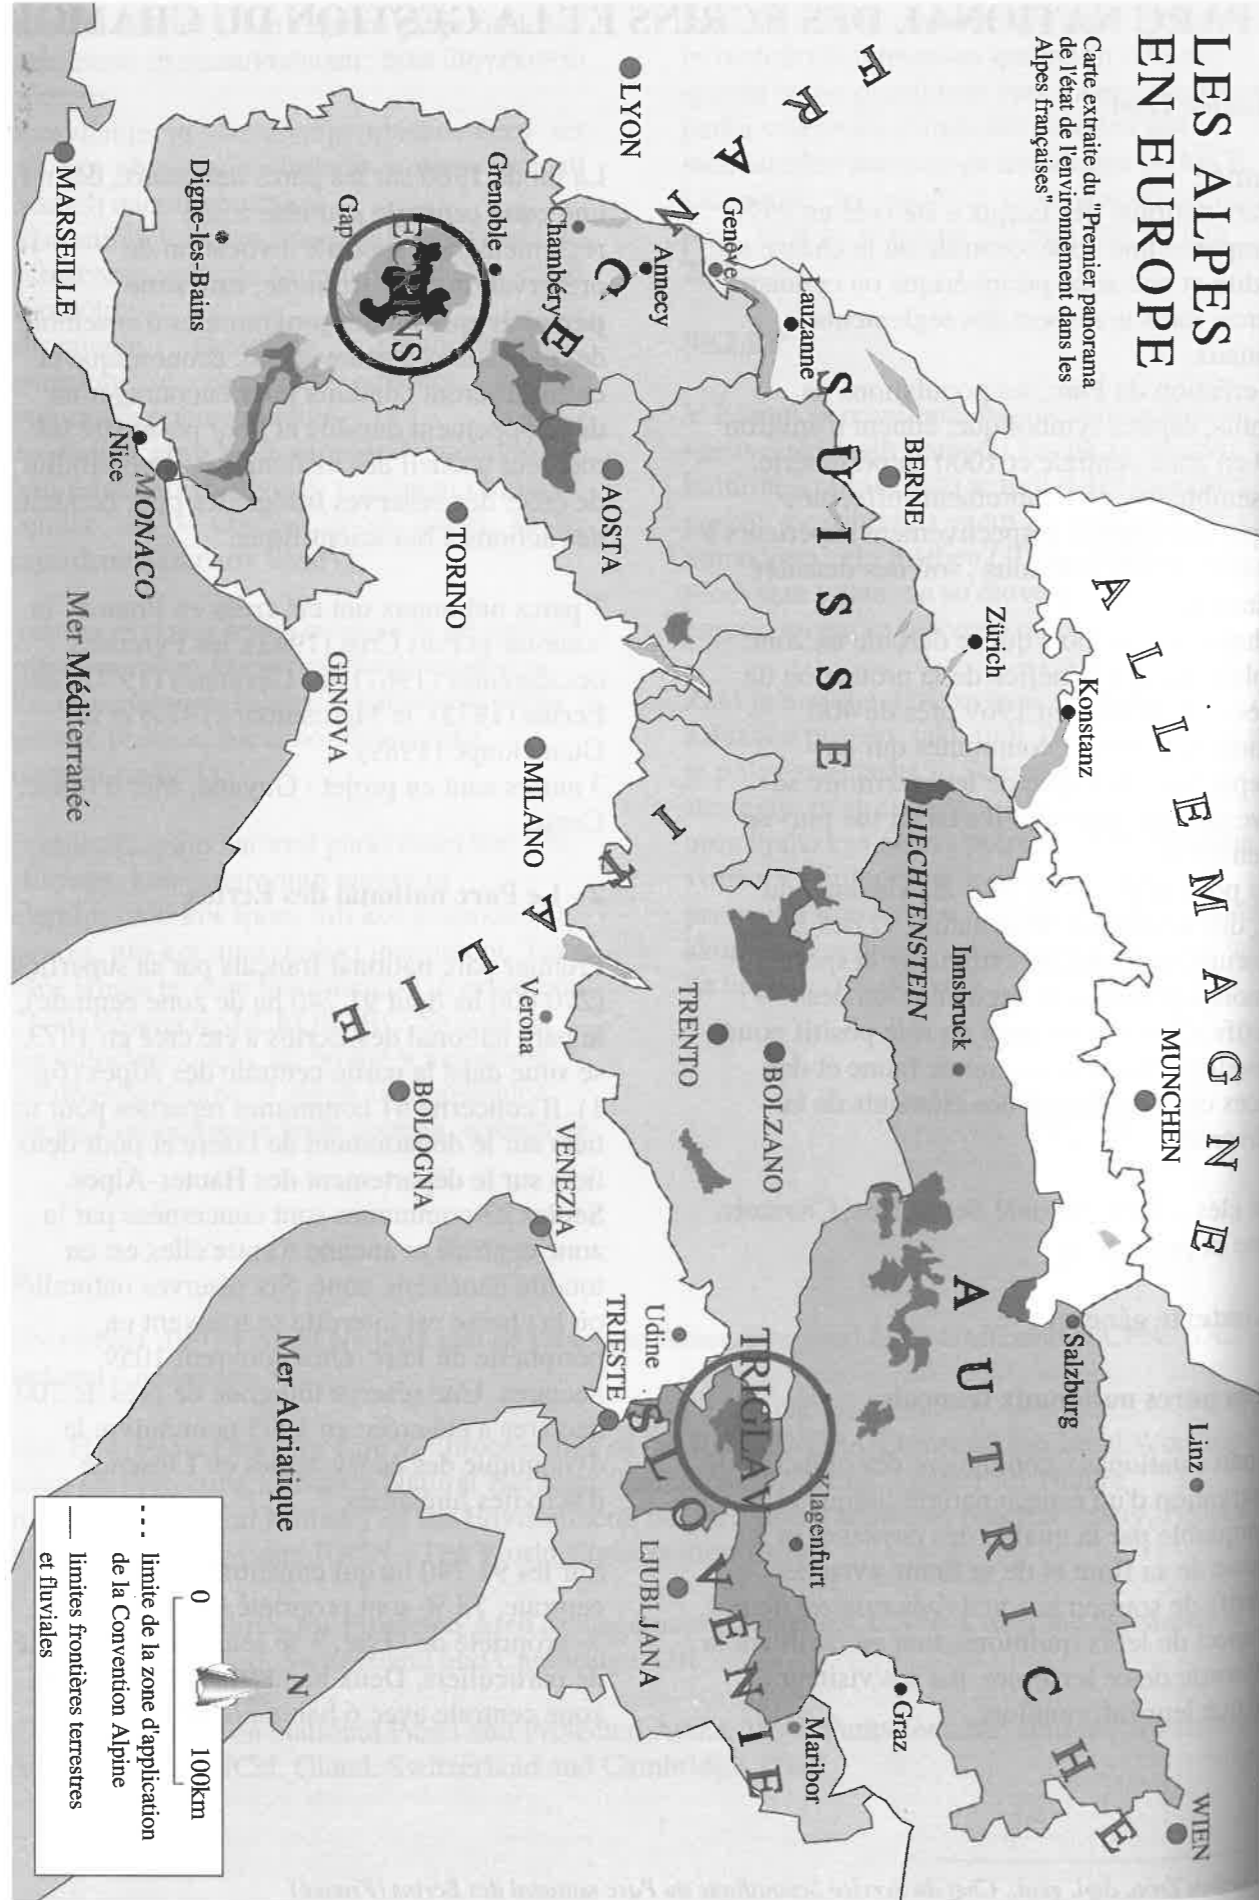 LES ALPES
EN EUROPE
Carte extraite du "Premier panorama
de l'état de l'environnement dans les
Alpes françaises"
FRANCE
SUISSE
ALLEMAGNE
AUTRICHE
ITALIE
SLOVENIE
LIECHTENSTEIN
MONACO
LYON
Genève
Lauzanne
Annecy
Chambéry
Grenoble
ECRINS
Gap
Digne-les-Bains
MARSEILLE
Nice
BERNE
Zürich
Konstanz
AOSTA
TORINO
GENOVA
MILANO
Mer Méditerranée
MUNCHEN
Innsbruck
BOLZANO
TRENTO
Verona
BOLOGNA
VENEZIA
Salzburg
Linz
WIEN
Udine
TRIESTE
TRIGLAV
Klagenfurt
LJUBLJANA
Graz
Maribor
Mer Adriatique
N
0 100km
limite de la zone d'application
de la Convention Alpine
limites frontières terrestres
et fluviales